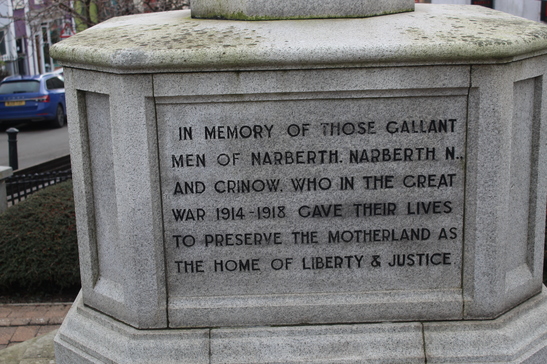 IN MEMORY OF THOSE GALLANT
MEN OF NARBERTH, NARBERTH N.,
AND CRINOW, WHO IN THE GREAT
WAR 1914-1918 GAVE THEIR LIVES
TO PRESERVE THE MOTHERLAND AS
THE HOME OF LIBERTY & JUSTICE